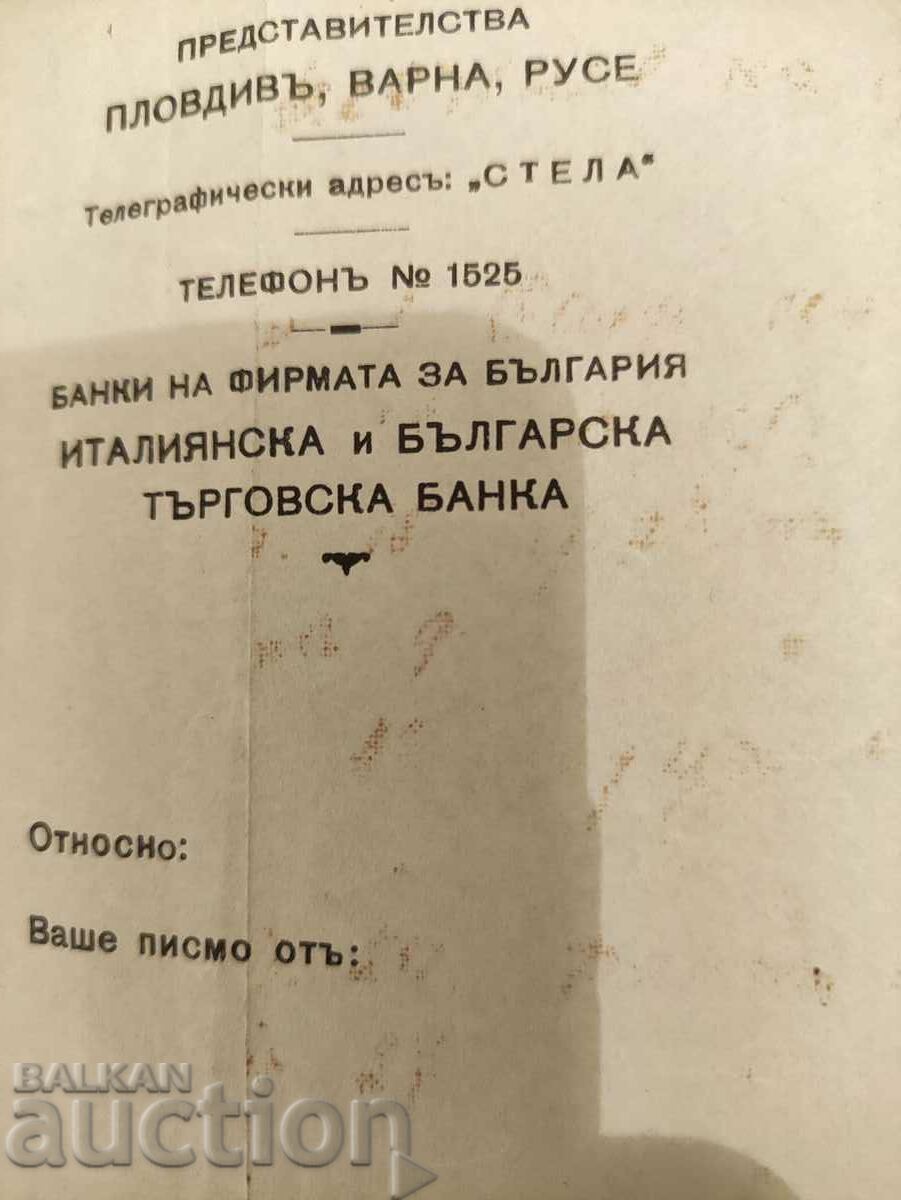 ПРЕДСТАВИТЕЛСТВА
ПЛОВДИВЪ, ВАРНА, РУСЕ
Телеграфически адресъ: „СТЕЛА"
ТЕЛЕФОНЪ № 1525
БАНКИ НА ФИРМАТА ЗА БЪЛГАРИЯ
ИТАЛИЯНСКА и БЪЛГАРСКА
ТЪРГОВСКА БАНКА
Относно:
Ваше писмо отъ:
BALKAN
auction